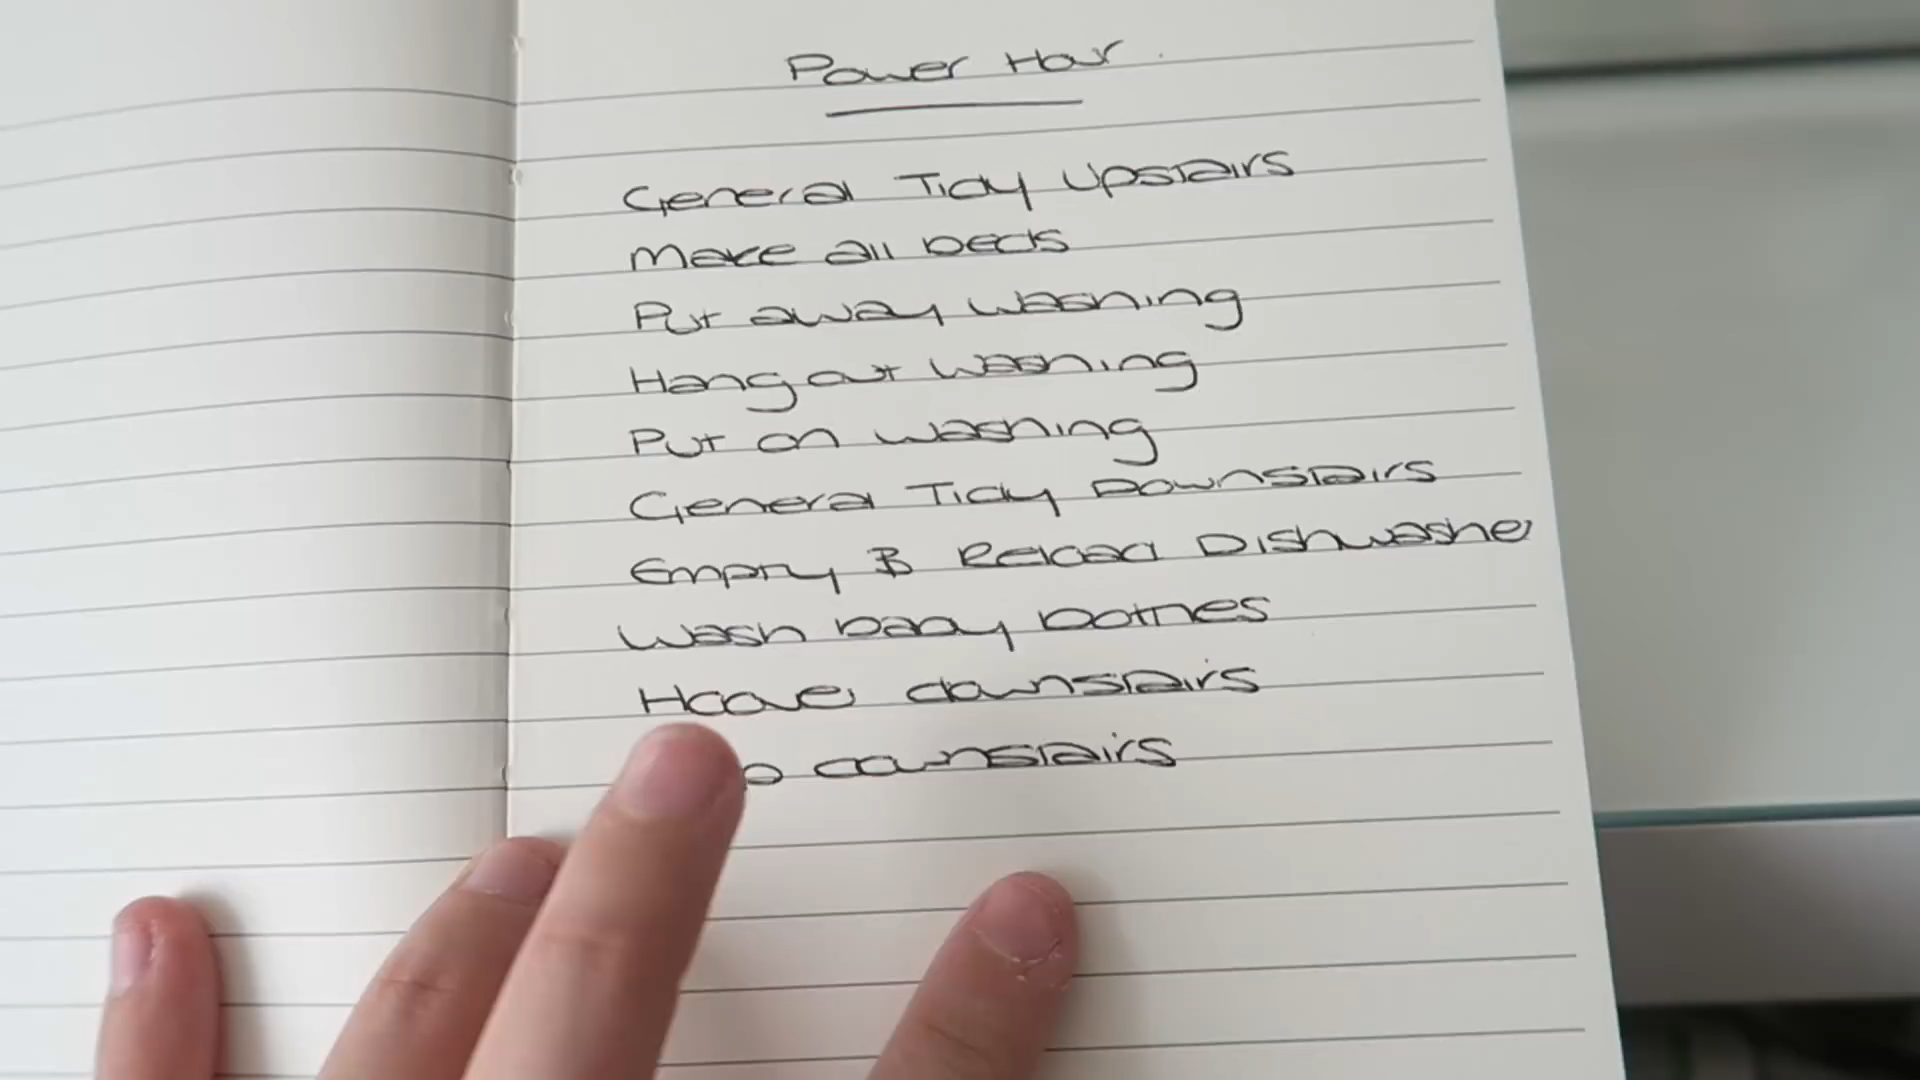 Power Hour
General Tidy Upstairs
Make all beds
Put away washing
Hang out washing
Put on washing
General Tidy Downstairs
Empty & Reload Dishwasher
Wash baby bottles
Hoover downstairs
downstairs